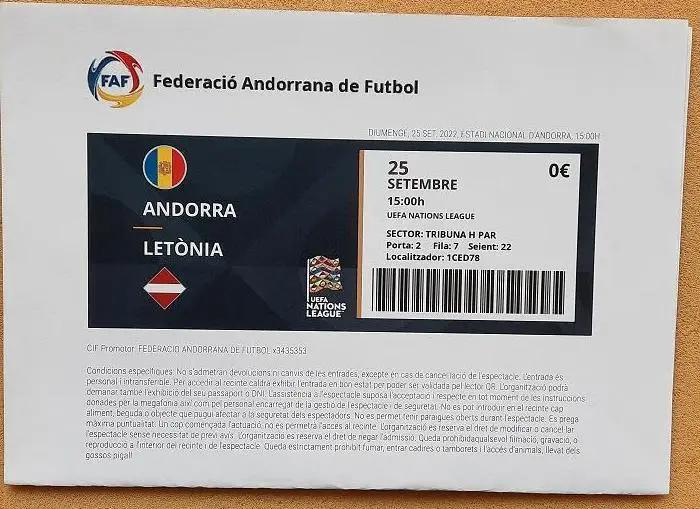 FAF
Federació Andorrana de Futbol
DIUMENGE, 25 SET, 2022, ESTADI NACIONAL D'ANDORRA, 15:00H
ANDORRA
LETÒNIA
UEFA
NATIONS
LEAGUE
25
SETEMBRE
0€
15:00h
UEFA NATIONS LEAGUE
SECTOR: TRIBUNA H PAR
Porta: 2 Fila: 7 Seient: 22
Localitzador: 1CED78
CIF Promotor: FEDERACIÓ ANDORRANA DE FUTBOL x3435353
Condicions específiques: No s'admetran devolucions ni canvis de les entrades, excepte en cas de cancel·lació de l'espectacle. L'entrada és
personal i intransferible. Per accedir al recinte caldrà exhibir l'entrada en bon estat per poder ser validada pel lector QR. L'organització podrà
demanar també l'exhibició del seu passaport o DNI. L'assistència a l'espectacle suposa l'acceptació i respecte en tot moment de les instruccions
donades per la megafonia així com pel personal encarregat de la gestió de l'espectacle i de seguretat. No es pot introduir en el recinte cap
aliment, beguda o objecte que pugui afectar a la seguretat dels espectadors. No es permet tenir paraigües oberts durant l'espectacle. Es prega
màxima puntualitat. Un cop començada l'actuació, no es permetrà l'accés al recinte. L'organització es reserva el dret de modificar o cancel·lar
l'espectacle sense necessitat de previ avís. L'organització es reserva el dret de negar l'admissió. Queda prohibidaqualsevol filmació, gravació, o
reproducció a l'interior del recinte i de l'espectacle. Queda estrictament prohibit fumar, entrar cadires o tamborets i l'accés d'animals, llevat dels
gossos pigall